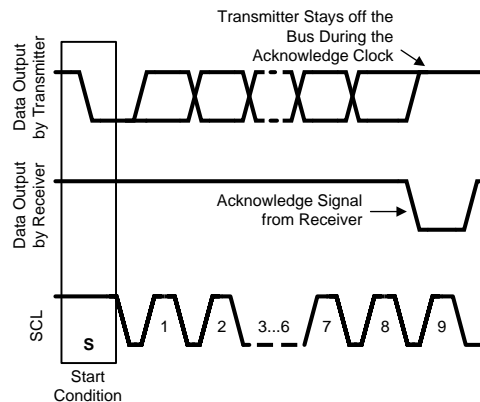 Transmitter Stays off the
Bus During the
Acknowledge Clock
Data Output
by Transmitter
Data Output
by Receiver
Acknowledge Signal
from Receiver
SCL
S
1
2
3...6
7
8
9
Start
Condition